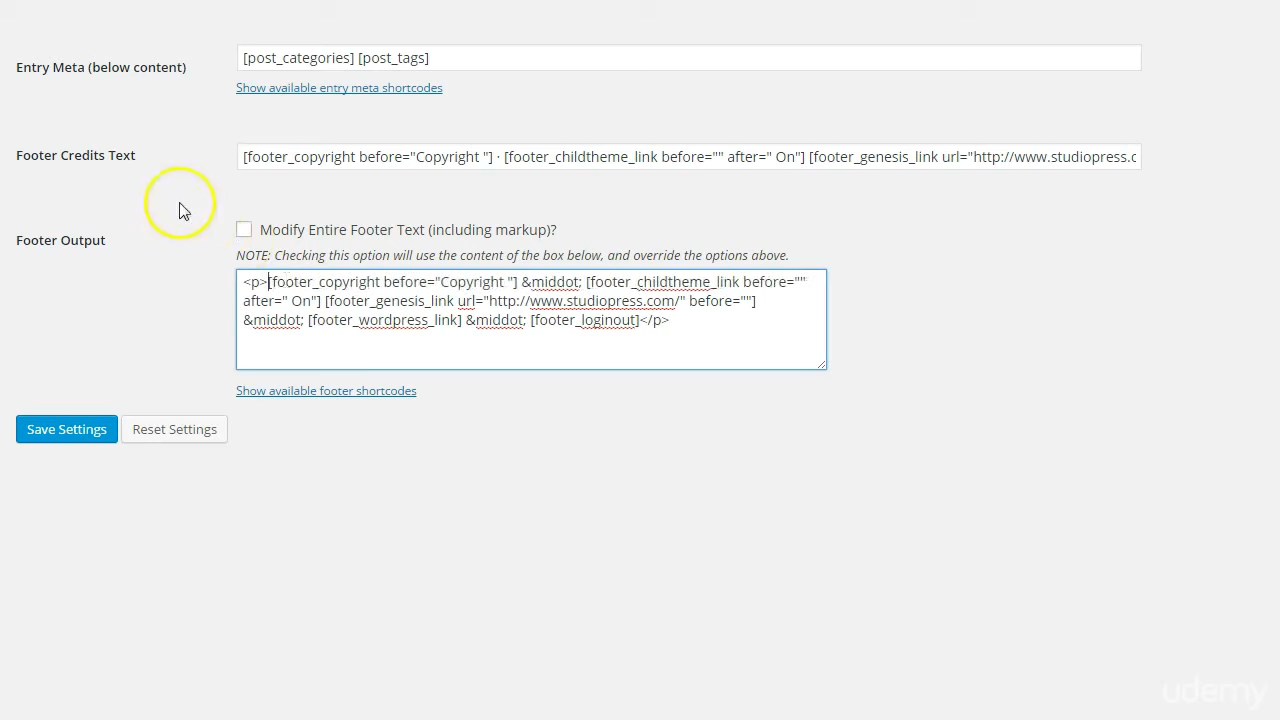 [post_categories] [post_tags]
Entry Meta (below content)
Show available entry meta shortcodes
Footer Credits Text
[footer_copyright before="Copyright "] · [footer_childtheme_link before="" after=" On"] [footer_genesis_link url="http://www.studiopress.c
Modify Entire Footer Text (including markup)?
Footer Output
NOTE: Checking this option will use the content of the box below, and override the options above.
<p>[footer_copyright before="Copyright "] &middot; [footer_childtheme_link before=""
after=" On"] [footer_genesis_link url="http://www.studiopress.com/" before=""]
&middot; [footer_wordpress_link] &middot; [footer_loginout]</p>
Show available footer shortcodes
Save Settings
Reset Settings
udemy